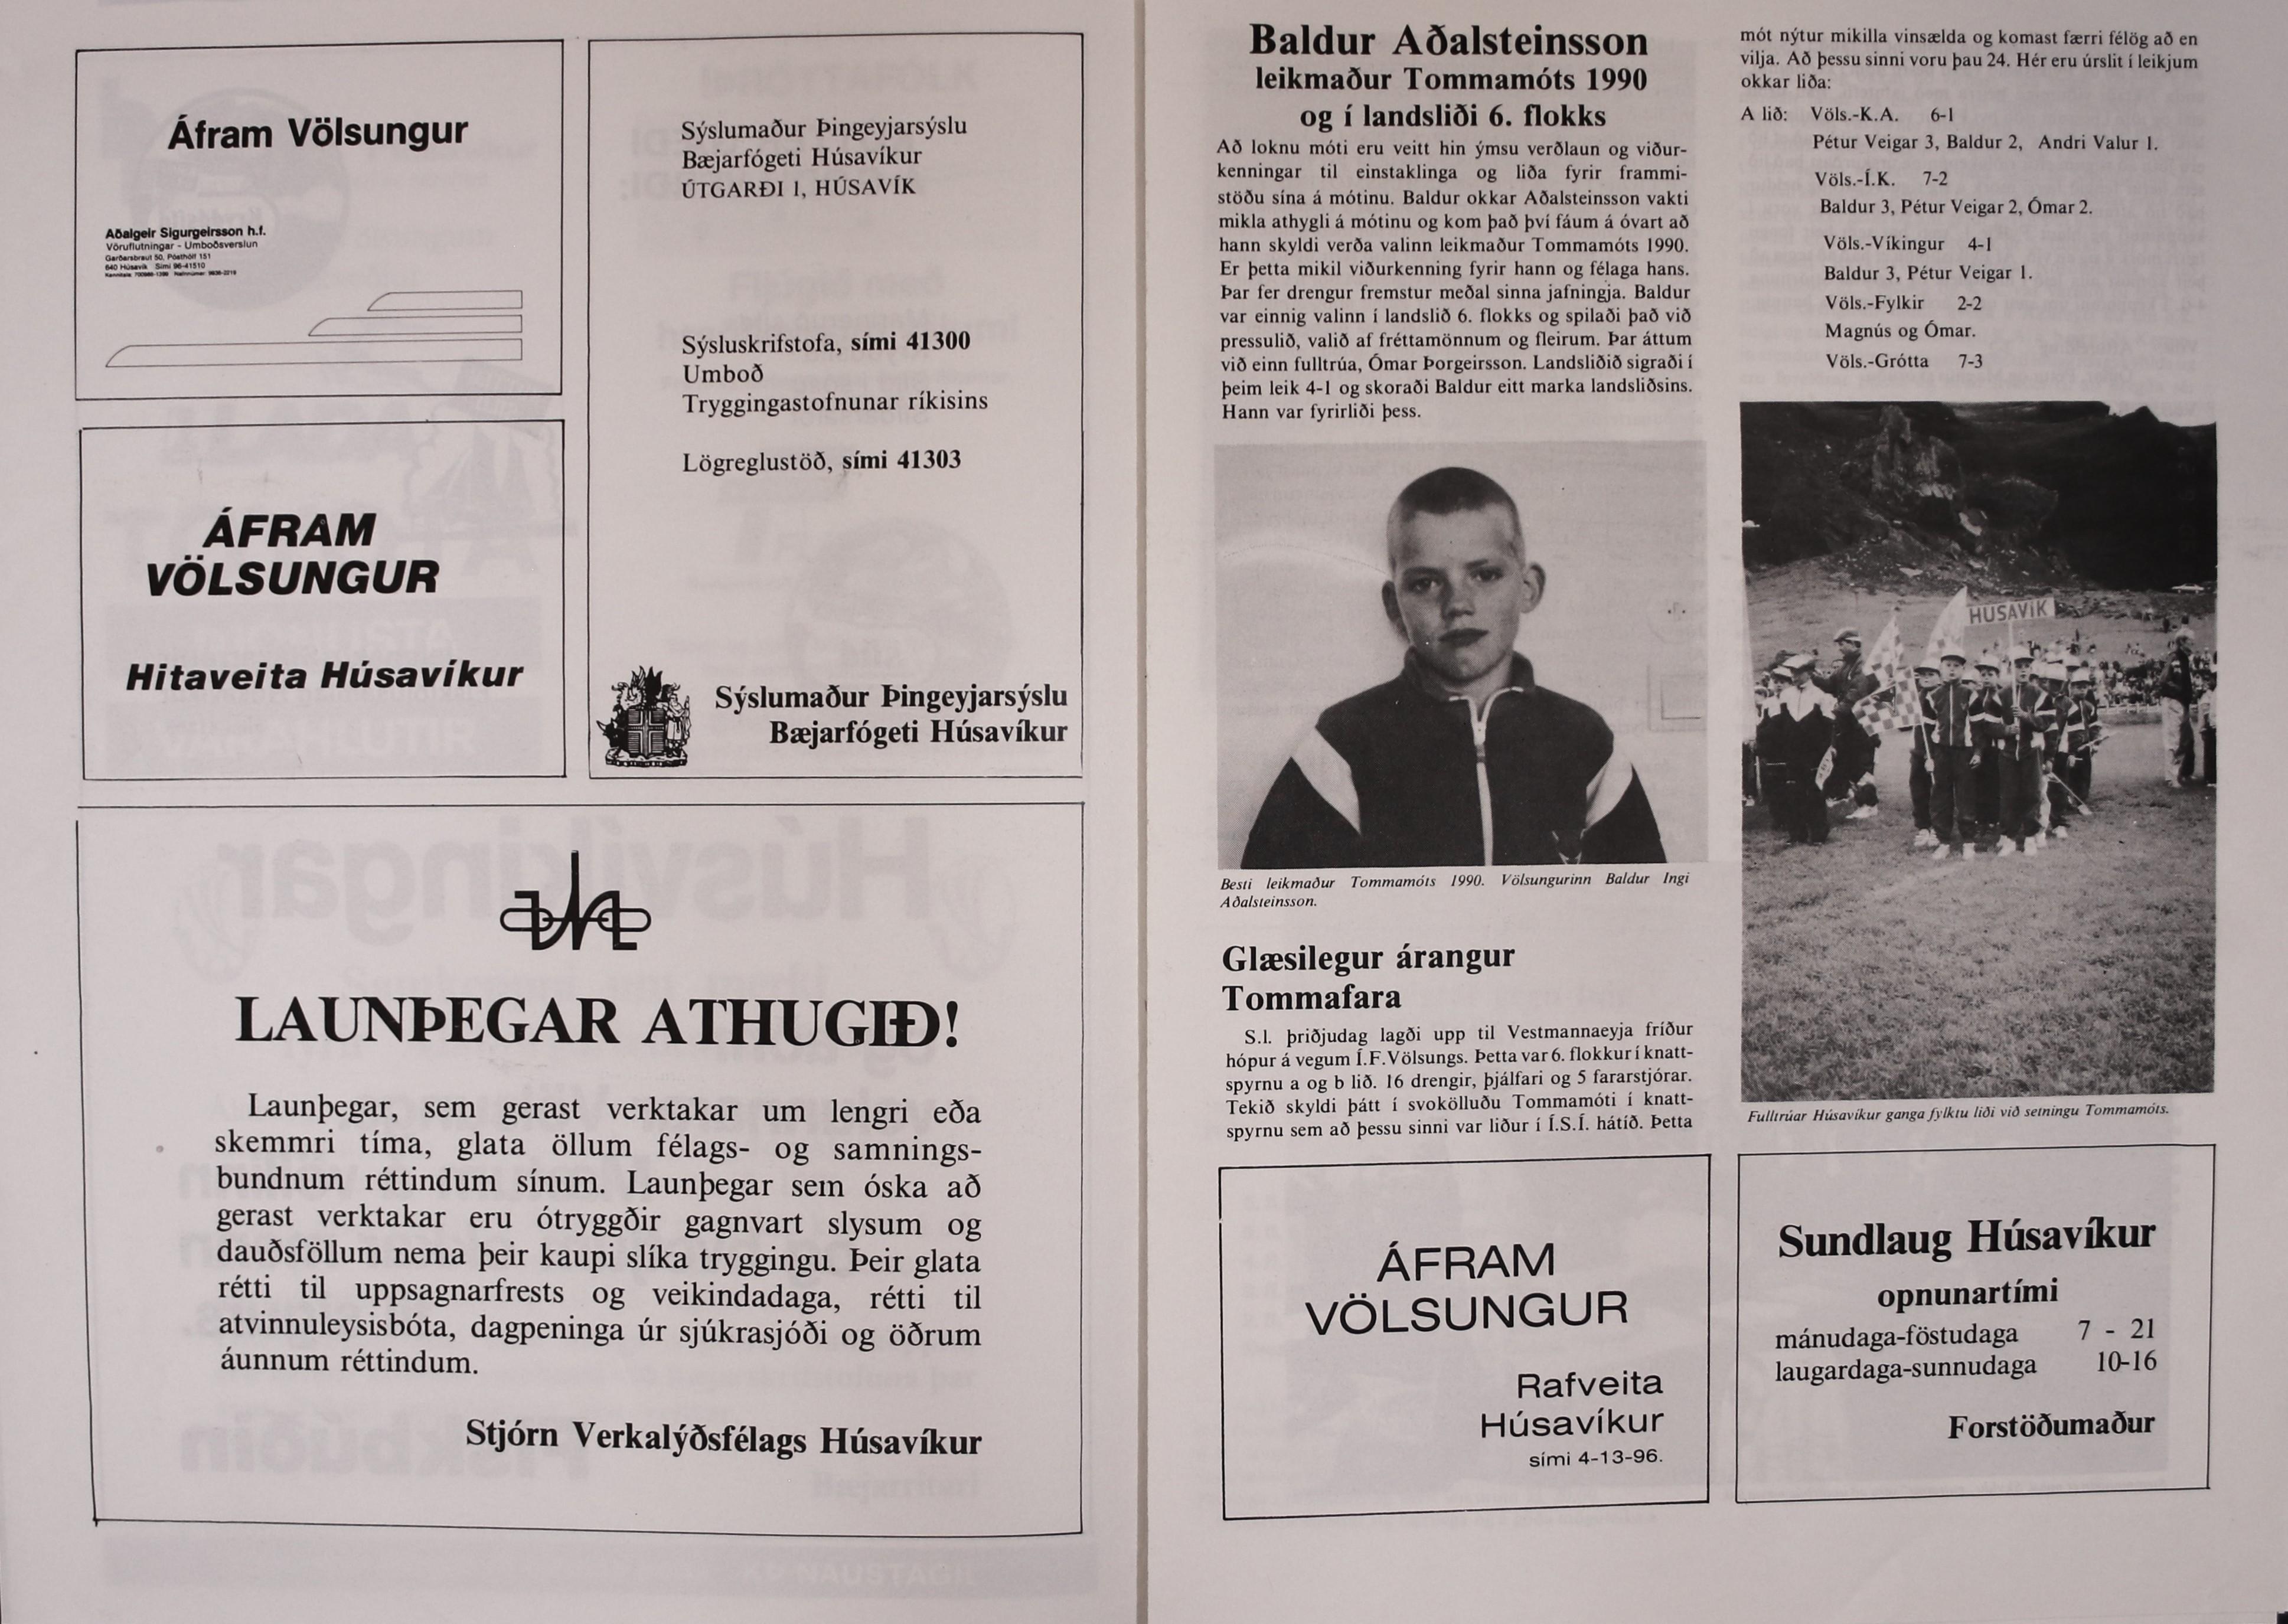 Áfram Völsungur
Aðalgeir Sigurgeirsson h.f.
Vöruflutningar - Umboðsverslun
Garðarsbraut 50, Pósthólf 151
640 Húsavík Sími 96-41510
ÁFRAM
VÖLSUNGUR
Hitaveita Húsavíkur
Sýslumaður Þingeyjarsýslu
Bæjarfógeti Húsavíkur
ÚTGARÐI 1, HÚSAVÍK
Sýsluskrifstofa, sími 41300
Umboð
Tryggingastofnunar ríkisins
Lögreglustöð, sími 41303
Sýslumaður Þingeyjarsýslu
Bæjarfógeti Húsavíkur
LAUNÞEGAR ATHUGIÐ!
Launþegar, sem gerast verktakar um lengri eða
skemmri tíma, glata öllum félags- og samnings-
bundnum réttindum sínum. Launþegar sem óska að
gerast verktakar eru ótryggðir gagnvart slysum og
dauðsföllum nema þeir kaupi slíka tryggingu. Þeir glata
rétti til uppsagnarfrests og veikindadaga, rétti til
atvinnuleysisbóta, dagpeninga úr sjúkrasjóði og öðrum
áunnum réttindum.
Stjórn Verkalýðsfélags Húsavíkur
Baldur Aðalsteinsson
leikmaður Tommamóts 1990
og í landsliði 6. flokks
Að loknu móti eru veitt hin ýmsu verðlaun og viður-
kenningar til einstaklinga og liða fyrir frammi-
stöðu sína á mótinu. Baldur okkar Aðalsteinsson vakti
mikla athygli á mótinu og kom það því fáum á óvart að
hann skyldi verða valinn leikmaður Tommamóts 1990.
Er þetta mikil viðurkenning fyrir hann og félaga hans.
Þar fer drengur fremstur meðal sinna jafningja. Baldur
var einnig valinn í landslið 6. flokks og spilaði það við
pressulið, valið af fréttamönnum og fleirum. Þar áttum
við einn fulltrúa, Ómar Þorgeirsson. Landsliðið sigraði í
þeim leik 4-1 og skoraði Baldur eitt marka landsliðsins.
Hann var fyrirliði þess.
Besti leikmaður Tommamóts 1990. Völsungurinn Baldur Ingi
Aðalsteinsson.
Glæsilegur árangur
Tommafara
S.l. þriðjudag lagði upp til Vestmannaeyja fríður
hópur á vegum Í.F.Völsungs. Þetta var 6. flokkur í knatt-
spyrnu a og b lið. 16 drengir, þjálfari og 5 fararstjórar.
Tekið skyldi þátt í svokölluðu Tommamóti í knatt-
spyrnu sem að þessu sinni var liður í Í.S.Í. hátíð. Þetta
mót nýtur mikilla vinsælda og komast færri félög að en
vilja. Að þessu sinni voru þau 24. Hér eru úrslit í leikjum
okkar liða:
A lið: Völs.-K.A. 6-1
Pétur Veigar 3, Baldur 2, Andri Valur 1.
Völs.-Í.K. 7-2
Baldur 3, Pétur Veigar 2, Ómar 2.
Völs.-Víkingur 4-1
Baldur 3, Pétur Veigar 1.
Völs.-Fylkir 2-2
Magnús og Ómar.
Völs.-Grótta 7-3
HÚSAVÍK
Fulltrúar Húsavíkur ganga fylktu liði við setningu Tommamóts.
ÁFRAM
VÖLSUNGUR
Rafveita
Húsavíkur
sími 4-13-96.
Sundlaug Húsavíkur
opnunartími
mánudaga-föstudaga 7 - 21
laugardaga-sunnudaga 10-16
Forstöðumaður